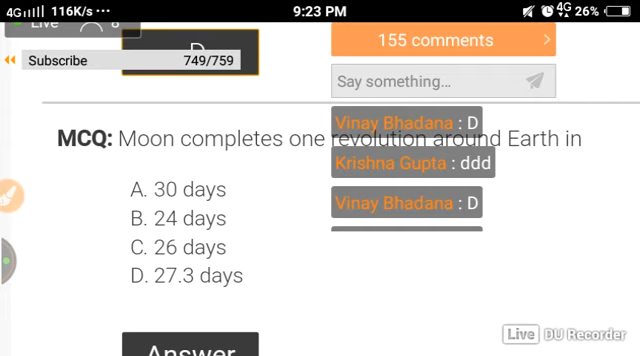 4G 116K/s ... 9:23 PM 4G 26%
Live 8
155 comments
Subscribe 749/759
Say something...
MCQ: Moon completes one revolution around Earth in
Vinay Bhadana : D
Krishna Gupta : ddd
Vinay Bhadana : D
A. 30 days
B. 24 days
C. 26 days
D. 27.3 days
Answer
Live DU Recorder